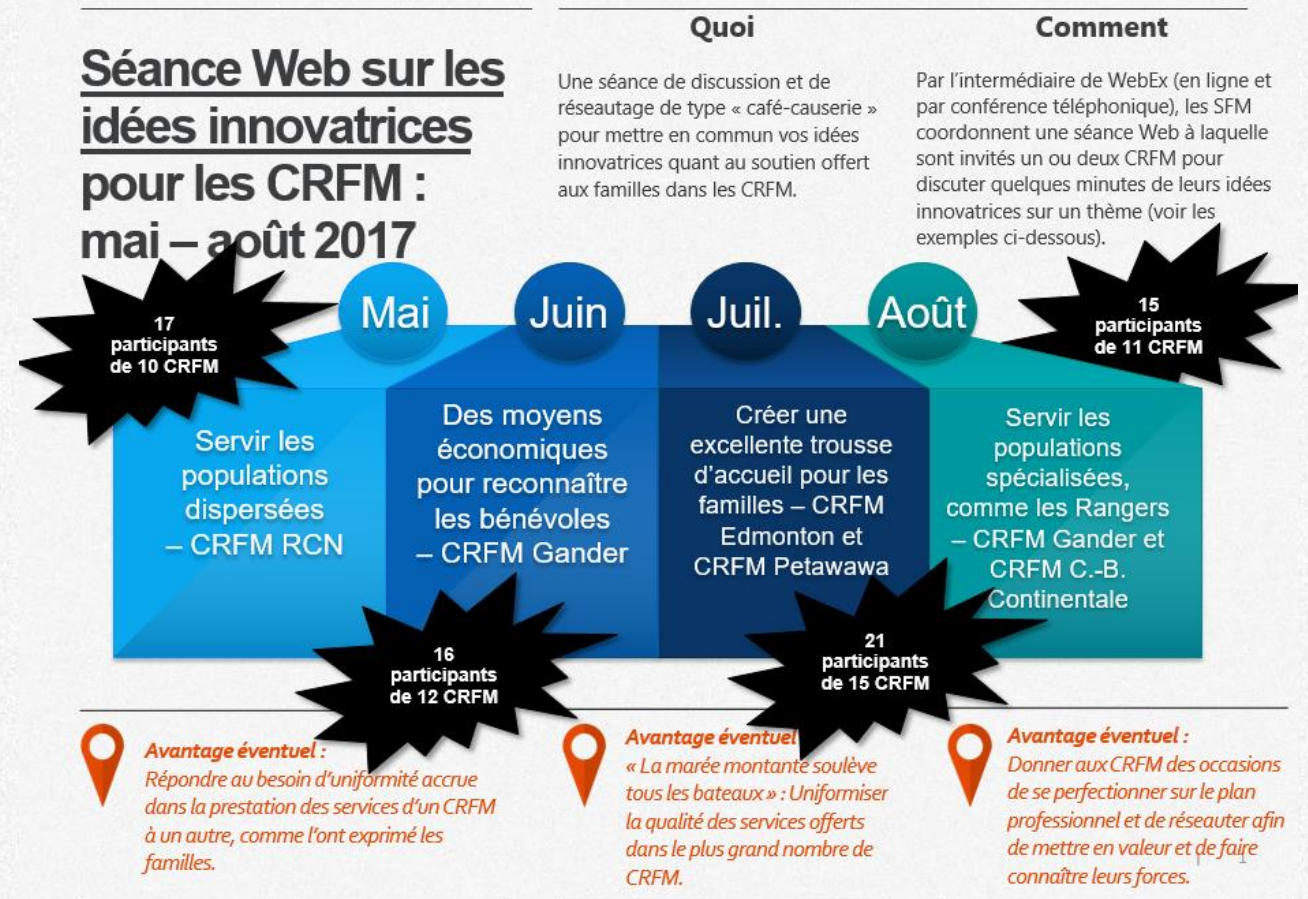 Séance Web sur les
idées innovatrices
pour les CRFM :
mai – août 2017
Quoi
Une séance de discussion et de
réseautage de type « café-causerie »
pour mettre en commun vos idées
innovatrices quant au soutien offert
aux familles dans les CRFM.
Comment
Par l'intermédiaire de WebEx (en ligne et
par conférence téléphonique), les SFM
coordonnent une séance Web à laquelle
sont invités un ou deux CRFM pour
discuter quelques minutes de leurs idées
innovatrices sur un thème (voir les
exemples ci-dessous).
17
participants
de 10 CRFM
Mai
Juin
Juil.
Août
15
participants
de 11 CRFM
Servir les
populations
dispersées
– CRFM RCN
Des moyens
économiques
pour reconnaître
les bénévoles
– CRFM Gander
Créer une
excellente trousse
d'accueil pour les
familles – CRFM
Edmonton et
CRFM Petawawa
Servir les
populations
spécialisées,
comme les Rangers
– CRFM Gander et
CRFM C.-B.
Continentale
16
participants
de 12 CRFM
21
participants
de 15 CRFM
Avantage éventuel :
Répondre au besoin d'uniformité accrue
dans la prestation des services d'un CRFM
à un autre, comme l'ont exprimé les
familles.
Avantage éventuel
« La marée montante soulève
tous les bateaux » : Uniformiser
la qualité des services offerts
dans le plus grand nombre de
CRFM.
Avantage éventuel :
Donner aux CRFM des occasions
de se perfectionner sur le plan
professionnel et de réseauter afin
de mettre en valeur et de faire
connaître leurs forces.
1